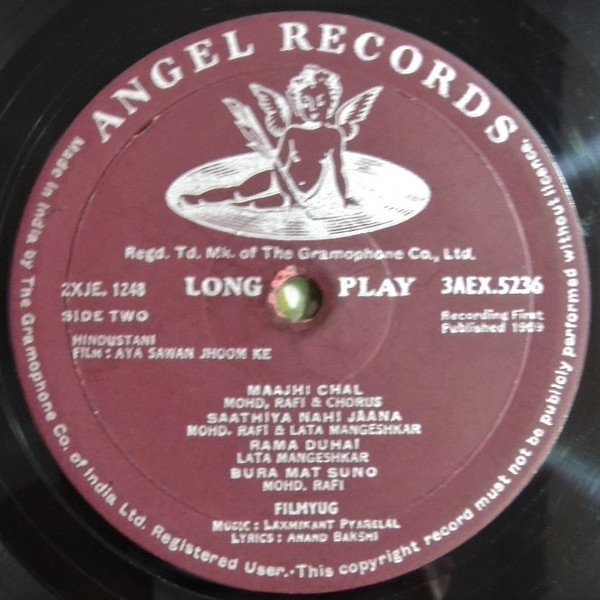 ANGEL RECORDS
Regd. Td. Mk. of The Gramophone Co., Ltd.
2XJE. 1248 LONG PLAY 3AEX.5236
SIDE TWO
Recording First
Published 1969
HINDUSTANI
FILM : AYA SAWAN JHOOM KE
MAAJHI CHAL
MOHD. RAFI & CHORUS
SAATHIYA NAHI JAANA
MOHD. RAFI & LATA MANGESHKAR
RAMA DUHAI
LATA MANGESHKAR
BURA MAT SUNO
MOHD. RAFI
FILMYUG
MUSIC : LAXMIKANT PYARELAL
LYRICS : ANAND BAKSHI
Made in India by The Gramophone Co. of India Ltd. Registered User.-This copyright record must not be publicly performed without licence.